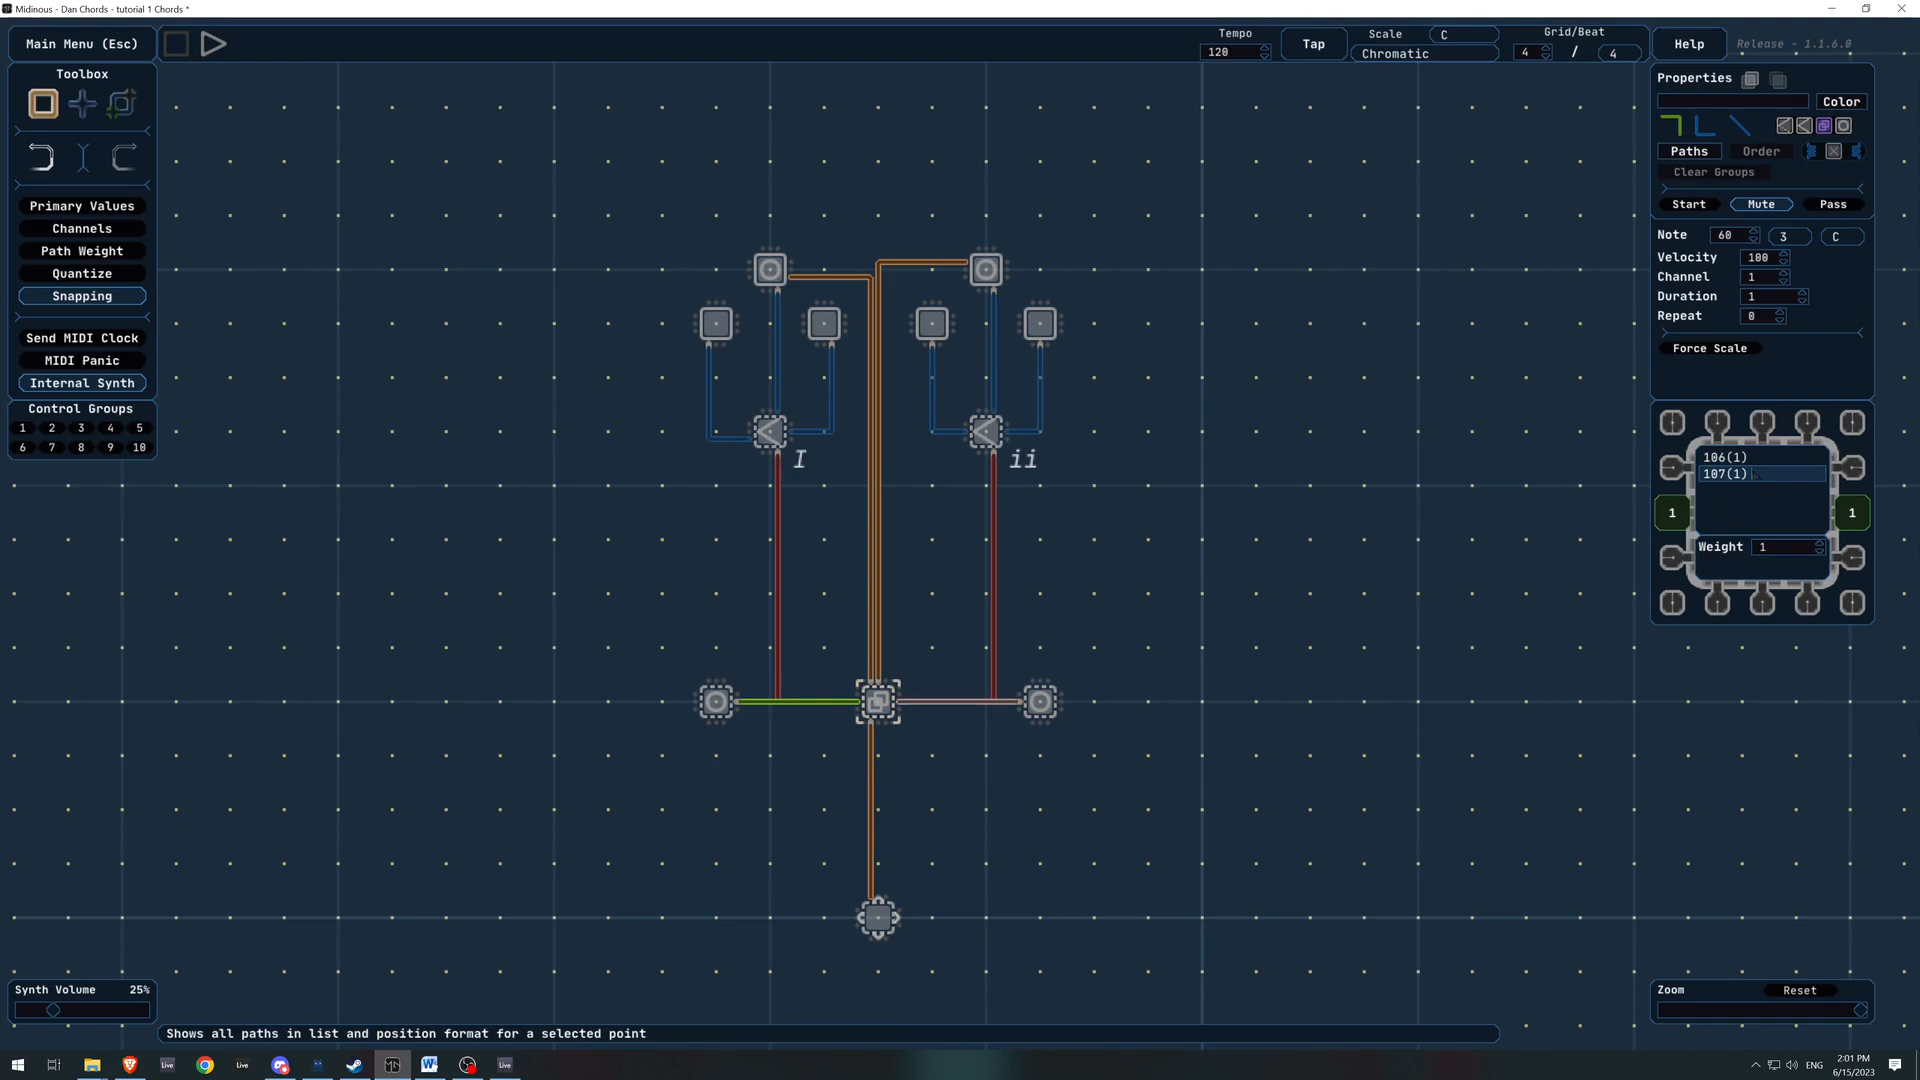 Midinous - Dan Chords - tutorial 1 Chords *
Main Menu (Esc)
Tempo
120
Tap
Scale
C
Chromatic
Grid/Beat
4 / 4
Help
Release - 1.1.6.0
Toolbox
Primary Values
Channels
Path Weight
Quantize
Snapping
Send MIDI Clock
MIDI Panic
Internal Synth
Control Groups
1 2 3 4 5
6 7 8 9 10
I
ii
Properties
Color
Paths
Order
Clear Groups
Start
Mute
Pass
Note 60 3 C
Velocity 100
Channel 1
Duration 1
Repeat 0
Force Scale
106(1)
107(1)
1
1
Weight 1
Synth Volume 25%
Zoom
Reset
Shows all paths in list and position format for a selected point
Live
Live
Live
ENG
2:01 PM
6/15/2023